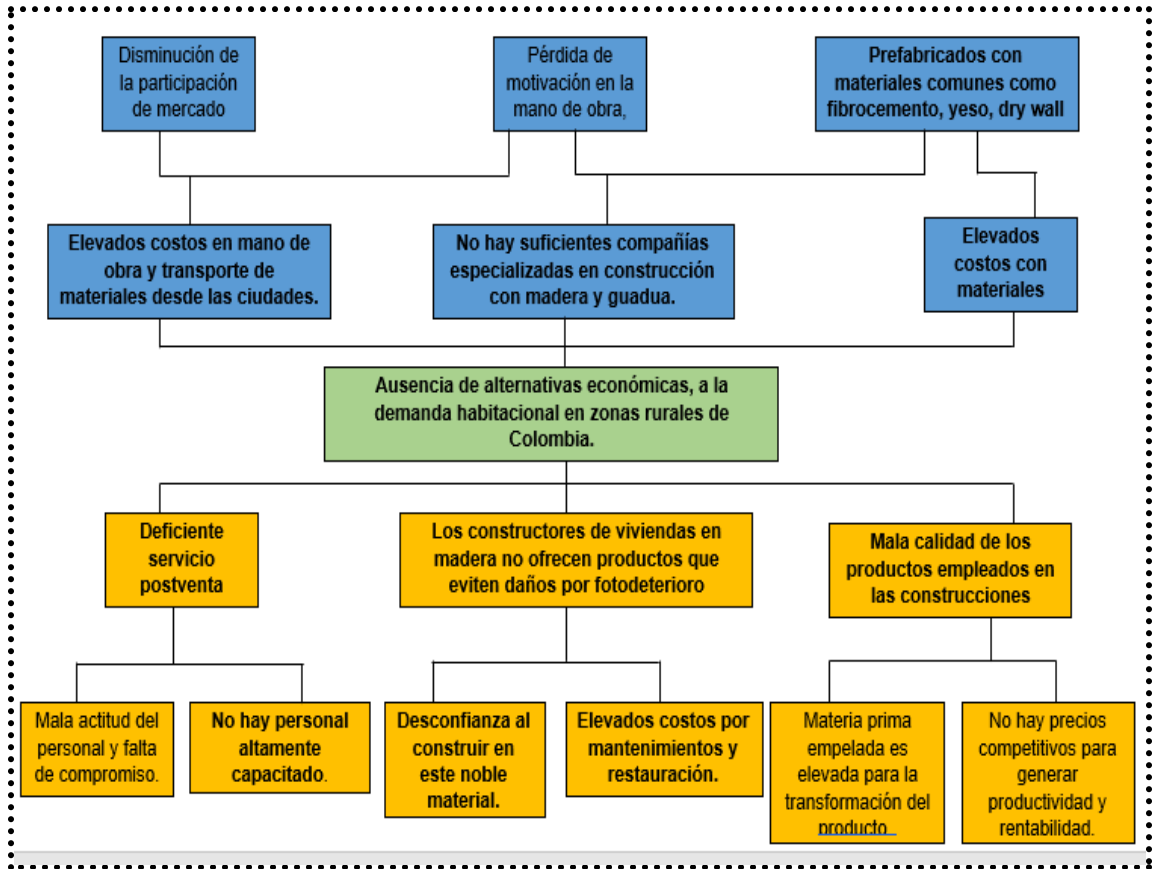 Disminución de
la participación
de mercado
Pérdida de
motivación en la
mano de obra,
Prefabricados con
materiales comunes como
fibrocemento, yeso, dry wall
Elevados costos en mano de
obra y transporte de
materiales desde las ciudades.
No hay suficientes compañías
especializadas en construcción
con madera y guadua.
Elevados
costos con
materiales
Ausencia de alternativas económicas, a la
demanda habitacional en zonas rurales de
Colombia.
Deficiente
servicio
postventa
Los constructores de viviendas en
madera no ofrecen productos que
eviten daños por fotodeterioro
Mala calidad de los
productos empleados en
las construcciones
Mala actitud del
personal y falta
de compromiso.
No hay personal
altamente
capacitado.
Desconfianza al
construir en
este noble
material.
Elevados costos por
mantenimientos y
restauración.
Materia prima
empelada es
elevada para la
transformación del
producto
No hay precios
competitivos para
generar
productividad y
rentabilidad.